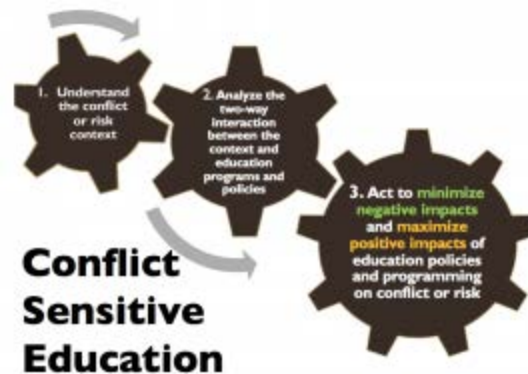 1. Understand
the conflict
or risk
context
2. Analyze the
two-way
interaction
between the
context and
education
programs and
policies
3. Act to minimize
negative impacts
and maximize
positive impacts of
education policies
and programming
on conflict or risk
Conflict
Sensitive
Education